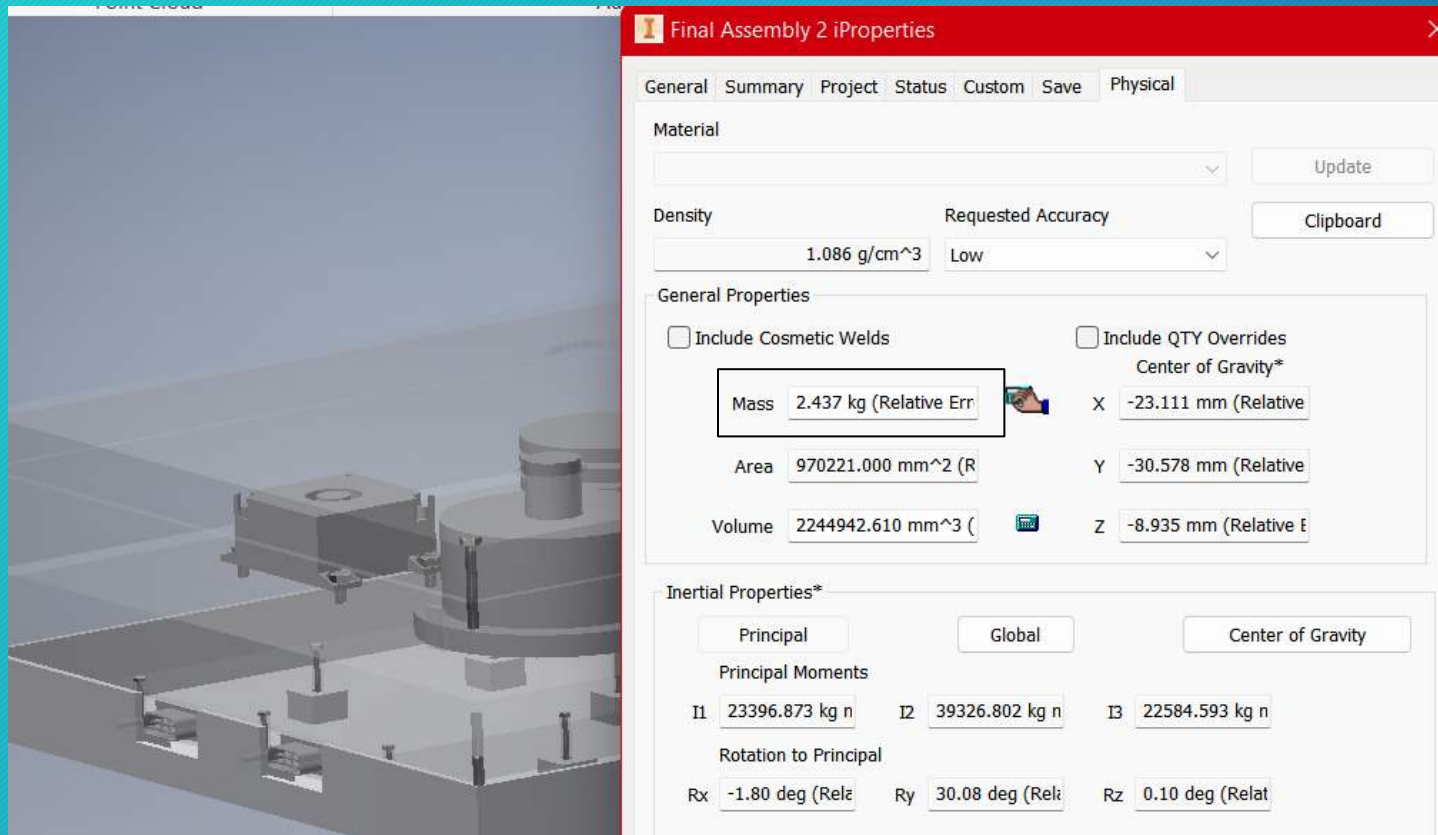 Final Assembly 2 iProperties
General Summary Project Status Custom Save Physical
Material
Update
Density Requested Accuracy Clipboard
1.086 g/cm^3 Low
General Properties
Include Cosmetic Welds Include QTY Overrides
Center of Gravity*
Mass 2.437 kg (Relative Err X -23.111 mm (Relative
Area 970221.000 mm^2 (R Y -30.578 mm (Relative
Volume 2244942.610 mm^3 ( Z -8.935 mm (Relative E
Inertial Properties*
Principal Global Center of Gravity
Principal Moments
I1 23396.873 kg n I2 39326.802 kg n I3 22584.593 kg n
Rotation to Principal
Rx -1.80 deg (Rela Ry 30.08 deg (Rela Rz 0.10 deg (Relat